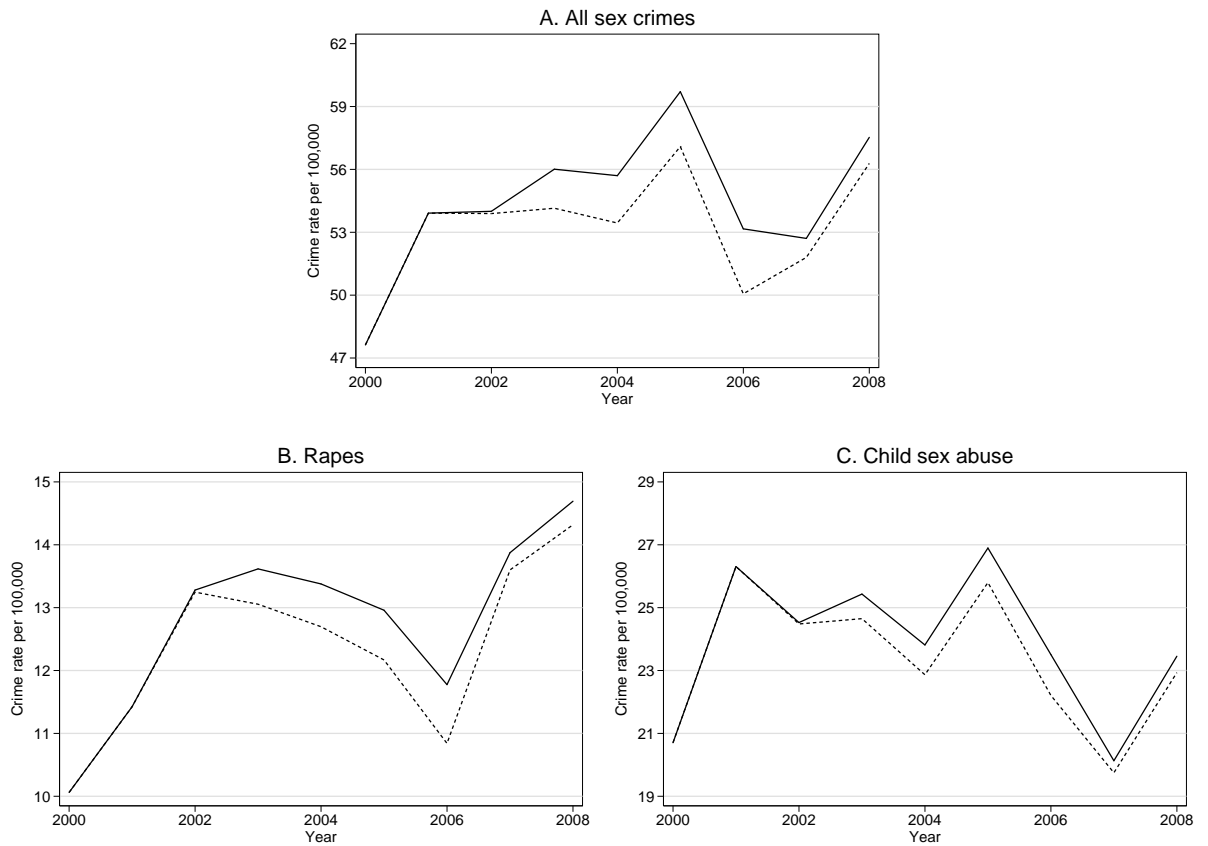 A. All sex crimes
Crime rate per 100,000
62
59
56
53
50
47
2000 2002 2004 2006 2008
Year
B. Rapes
Crime rate per 100,000
15
14
13
12
11
10
2000 2002 2004 2006 2008
Year
C. Child sex abuse
Crime rate per 100,000
29
27
25
23
21
19
2000 2002 2004 2006 2008
Year